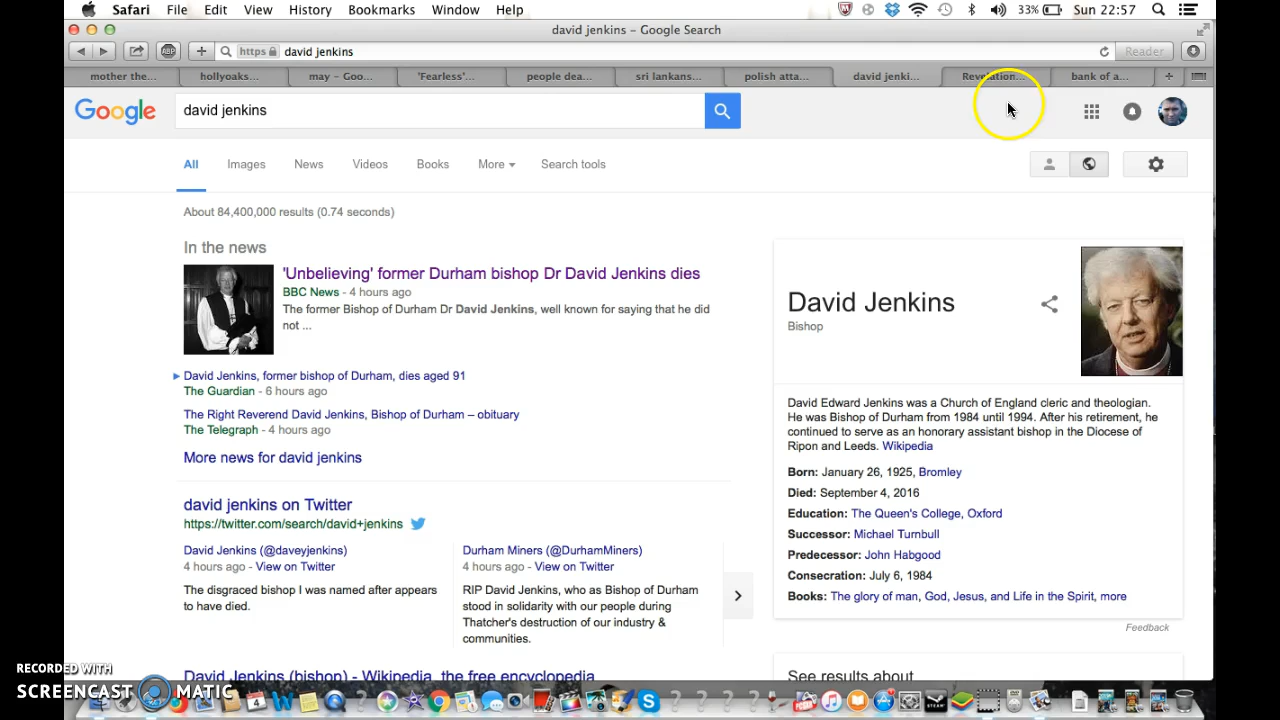 Safari File Edit View History Bookmarks Window Help 33% Sun 22:57
david jenkins – Google Search
ABP + https david jenkins Reader
mother the... hollyoaks... may – Goo... 'Fearless'... people dea... sri lankans... polish atta... david jenki... Revelation... bank of a... +
Google david jenkins
All Images News Videos Books More Search tools
About 84,400,000 results (0.74 seconds)
In the news
'Unbelieving' former Durham bishop Dr David Jenkins dies
BBC News - 4 hours ago
The former Bishop of Durham Dr David Jenkins, well known for saying that he did
not ...
David Jenkins, former bishop of Durham, dies aged 91
The Guardian - 6 hours ago
The Right Reverend David Jenkins, Bishop of Durham – obituary
The Telegraph - 4 hours ago
More news for david jenkins
david jenkins on Twitter
https://twitter.com/search/david+jenkins
David Jenkins (@daveyjenkins)
4 hours ago - View on Twitter
The disgraced bishop I was named after appears
to have died.
Durham Miners (@DurhamMiners)
4 hours ago - View on Twitter
RIP David Jenkins, who as Bishop of Durham
stood in solidarity with our people during
Thatcher's destruction of our industry &
communities.
David Jenkins (bishop) - Wikipedia, the free encyclopedia
David Jenkins
Bishop
David Edward Jenkins was a Church of England cleric and theologian.
He was Bishop of Durham from 1984 until 1994. After his retirement, he
continued to serve as an honorary assistant bishop in the Diocese of
Ripon and Leeds. Wikipedia
Born: January 26, 1925, Bromley
Died: September 4, 2016
Education: The Queen's College, Oxford
Successor: Michael Turnbull
Predecessor: John Habgood
Consecration: July 6, 1984
Books: The glory of man, God, Jesus, and Life in the Spirit, more
Feedback
See results about
RECORDED WITH
SCREENCAST MATIC